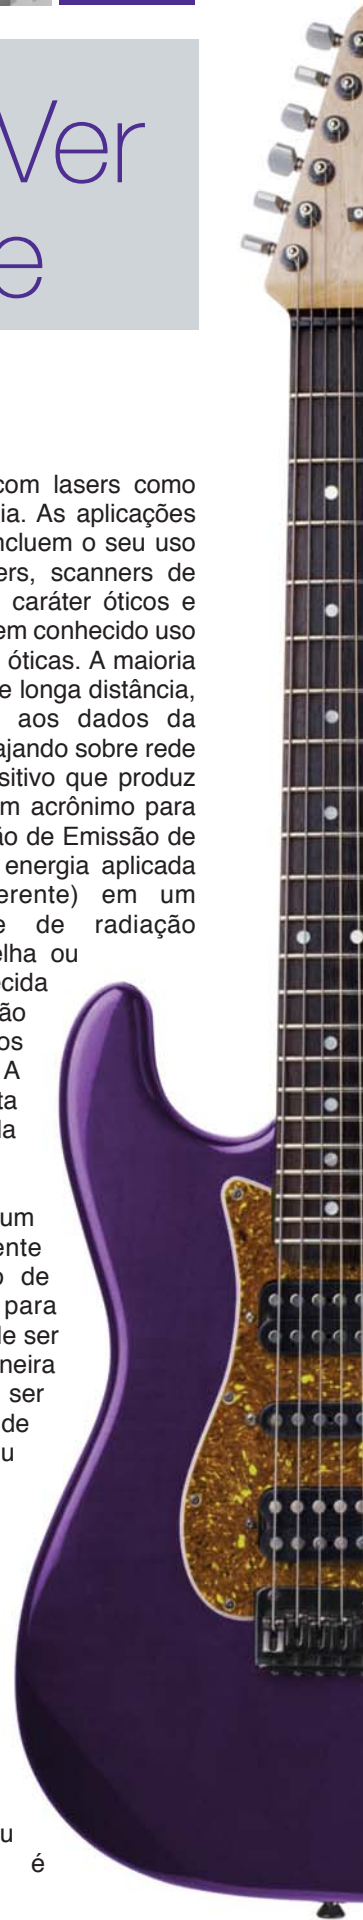 Ver
e
com lasers como
ia. As aplicações
ncluem o seu uso
ers, scanners de
caráter óticos e
em conhecido uso
óticas. A maioria
e longa distância,
aos dados da
ajando sobre rede
sitivo que produz
m acrônimo para
ão de Emissão de
energia aplicada
erente) em um
e de radiação
elha ou
ecida
ão
os
A
ta
la
um
ente
o de
para
le ser
neira
ser
de
u
u
é